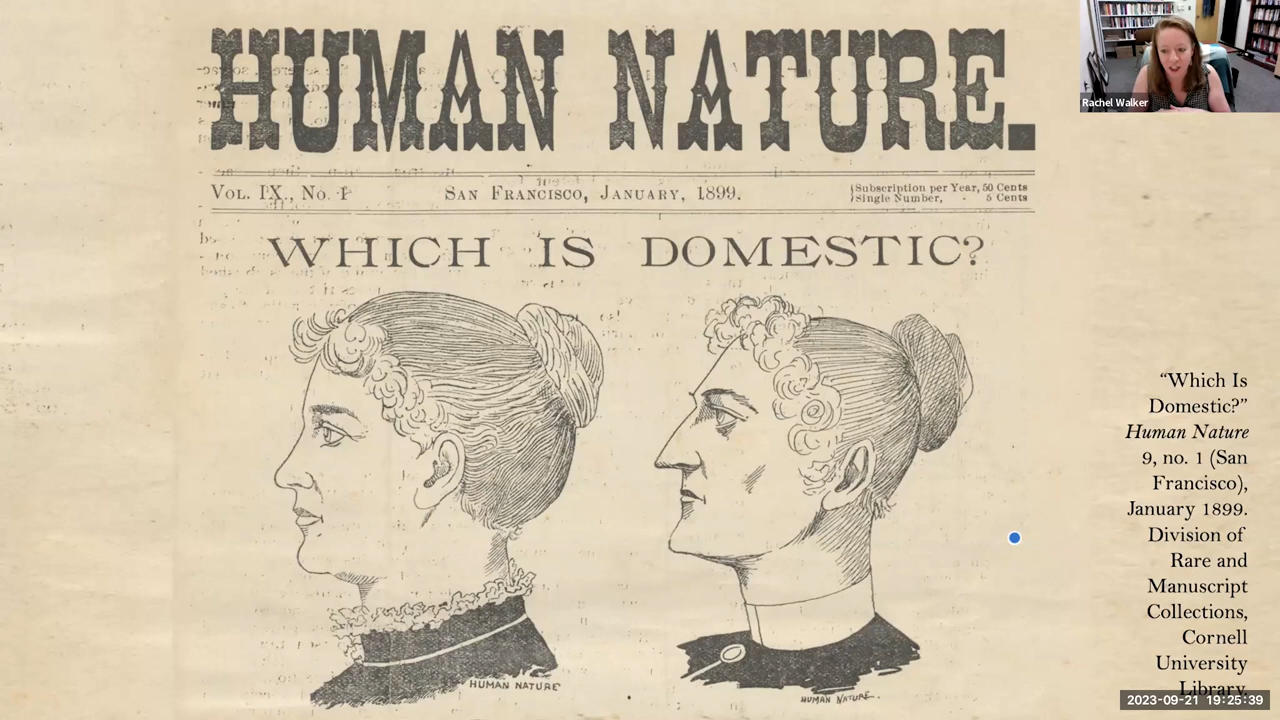 HUMAN NATURE.
VOL. IX., NO. 1
SAN FRANCISCO, JANUARY, 1899.
Subscription per Year, 50 Cents
Single Number, - 5 Cents
WHICH IS DOMESTIC?
HUMAN NATURE
HUMAN NATURE.
Rachel Walker
“Which Is
Domestic?”
Human Nature
9, no. 1 (San
Francisco),
January 1899.
Division of
Rare and
Manuscript
Collections,
Cornell
University
Library.
2023-09-21 19:25:39